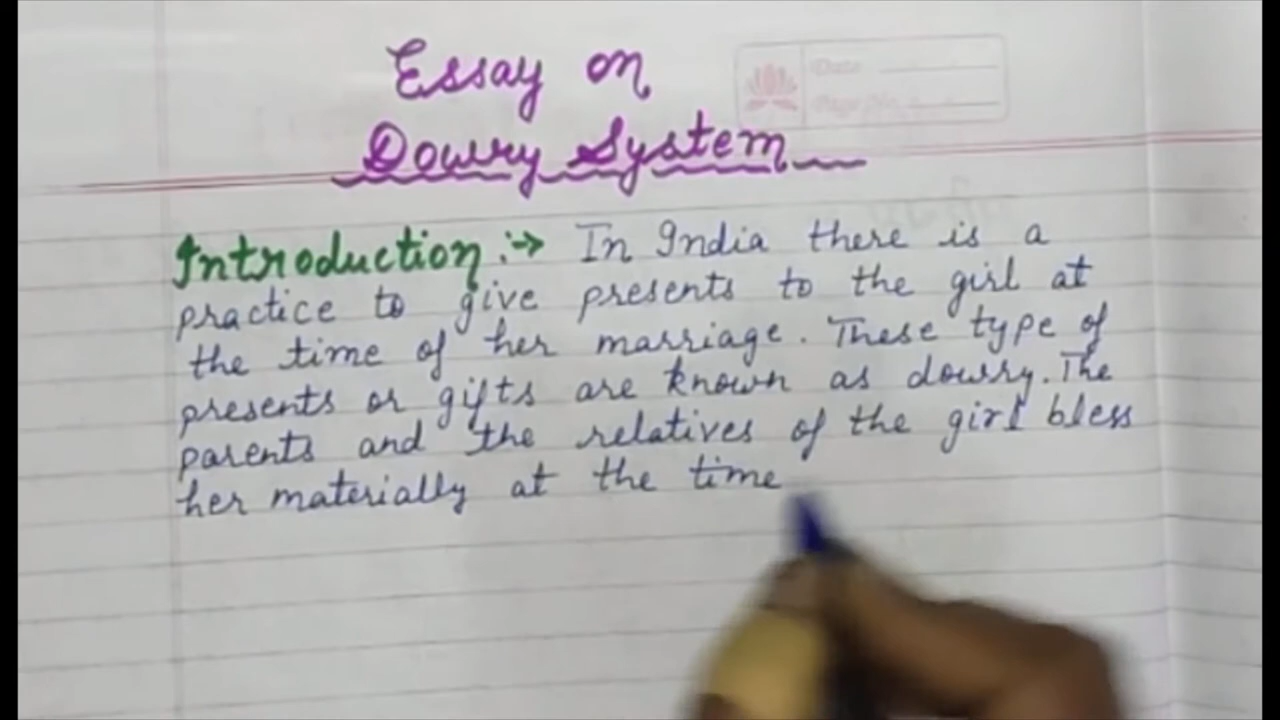 Essay on
Dowry System
Introduction :→ In India there is a
practice to give presents to the girl at
the time of her marriage. These type of
presents or gifts are known as dowry. The
parents and the relatives of the girl bless
her materially at the time